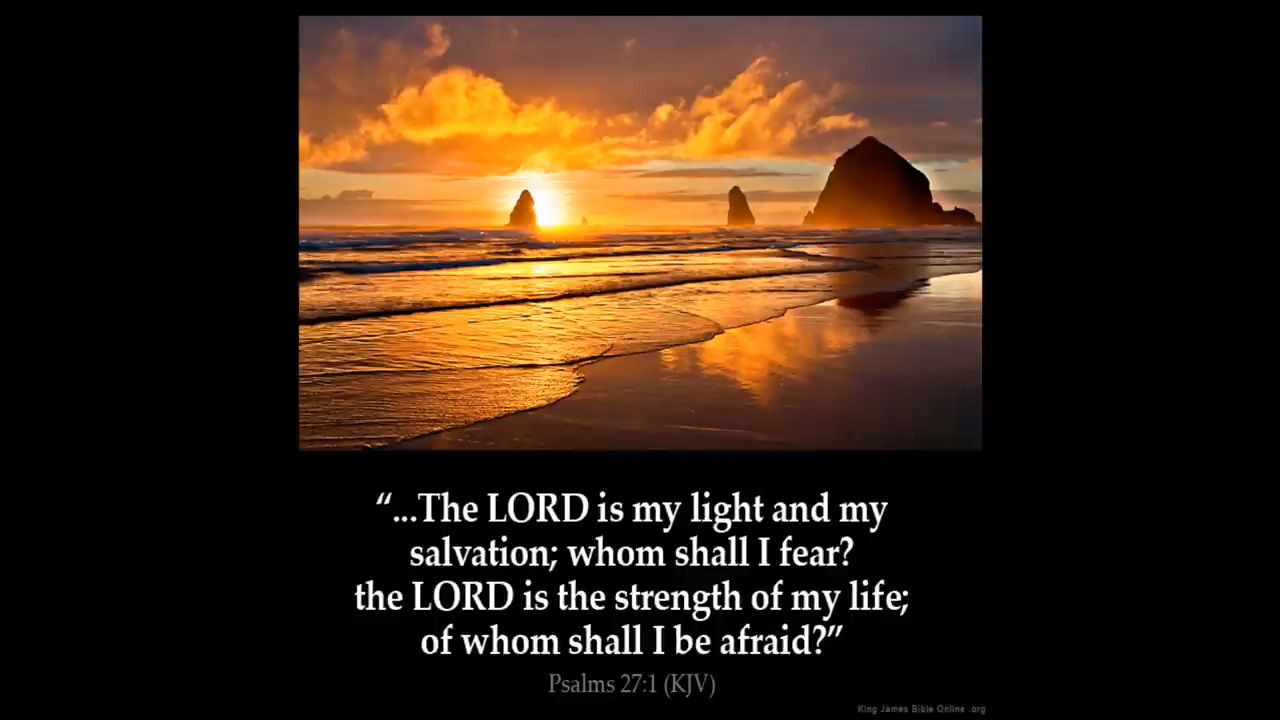 “...The LORD is my light and my
salvation; whom shall I fear?
the LORD is the strength of my life;
of whom shall I be afraid?”
Psalms 27:1 (KJV)
King James Bible Online .org